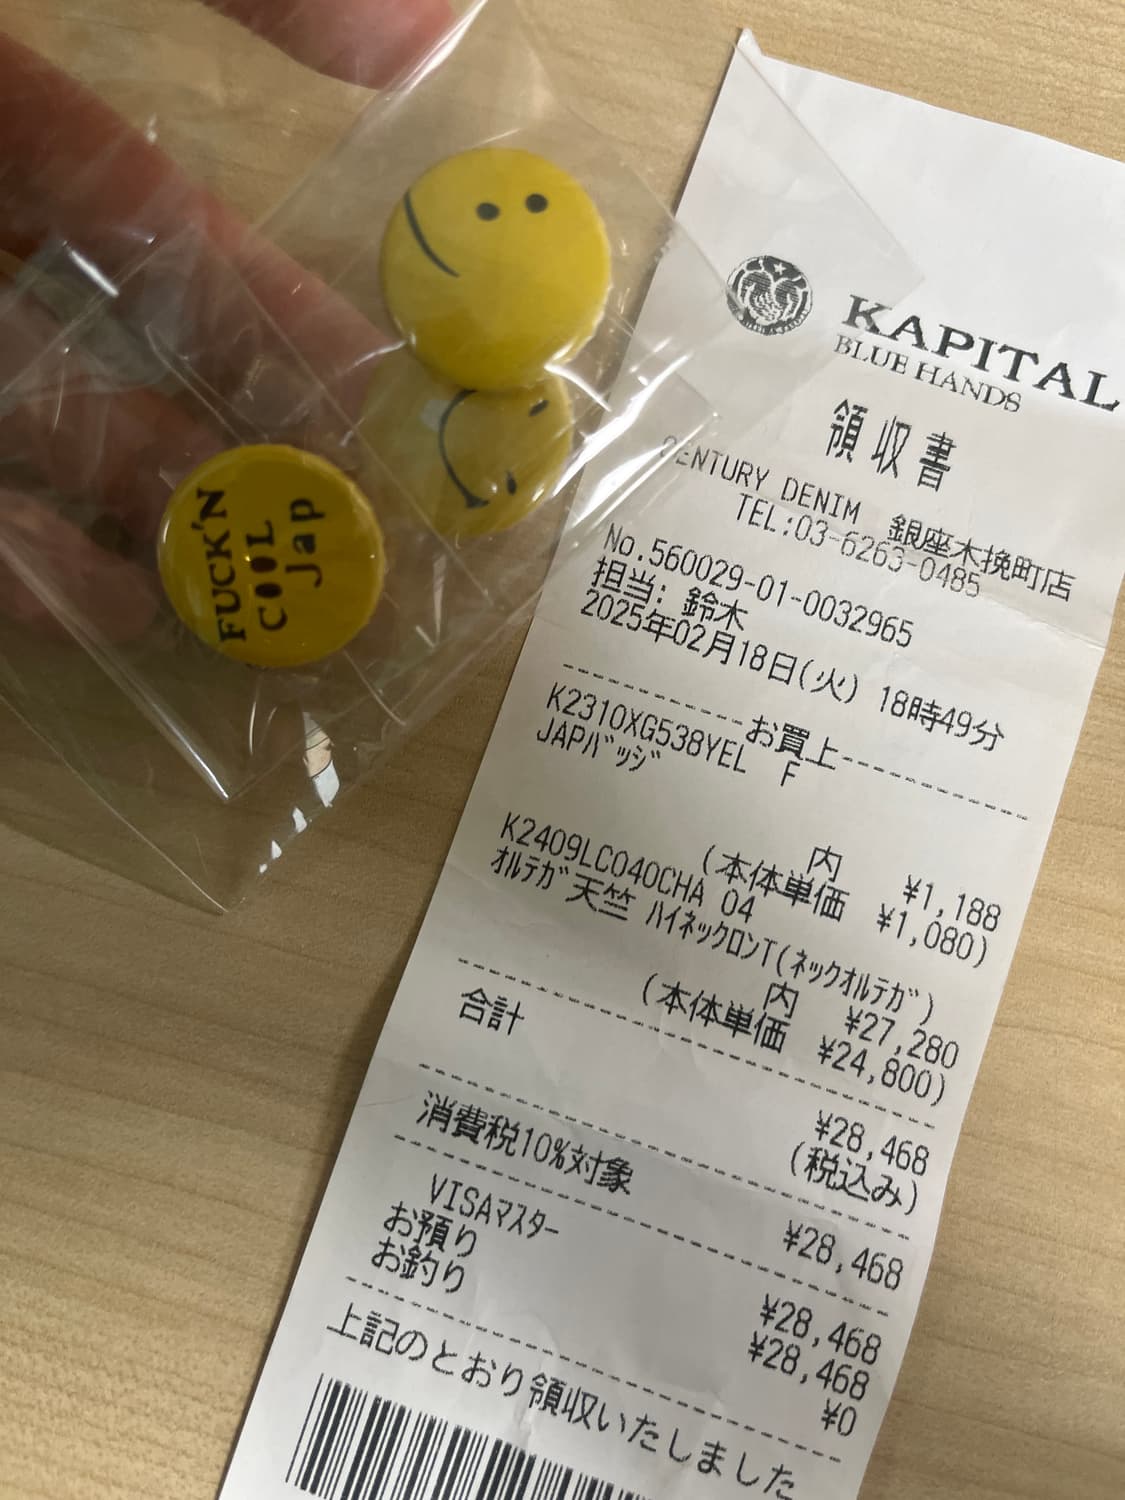 FUCK'N
COOL
Jap
KAPITAL
BLUE HANDS
領収書
CENTURY DENIM 銀座木挽町店
TEL:03-6263-0485
No.560029-01-0032965
担当: 鈴木
2025年02月18日(火) 18時49分
お買上
K2310XG538YEL F
JAPバッジ
内 ¥1,188
(本体単価 ¥1,080)
K2409LC040CHA 04
オルテガ天竺 ハイネックロンT(ネックオルテガ)
内 ¥27,280
(本体単価 ¥24,800)
合計 ¥28,468
(税込み)
消費税10%対象 ¥28,468
VISAマスター ¥28,468
お預り ¥28,468
お釣り ¥0
上記のとおり領収いたしました